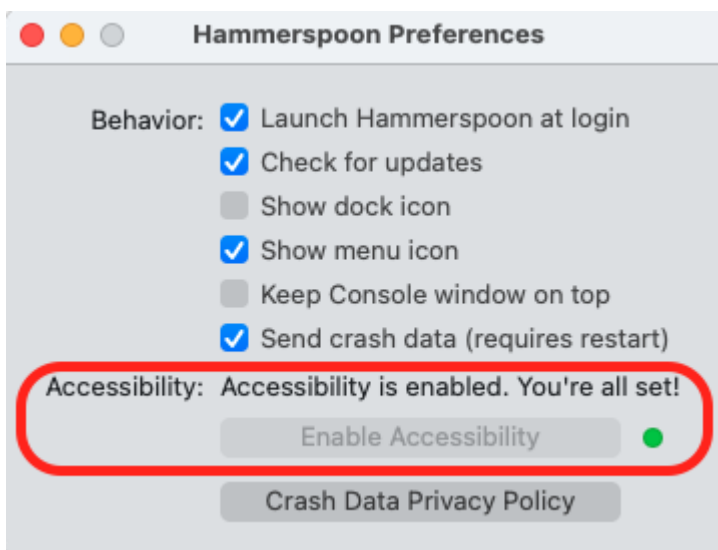 Hammerspoon Preferences
Behavior: Launch Hammerspoon at login
Check for updates
Show dock icon
Show menu icon
Keep Console window on top
Send crash data (requires restart)
Accessibility: Accessibility is enabled. You're all set!
Enable Accessibility
Crash Data Privacy Policy